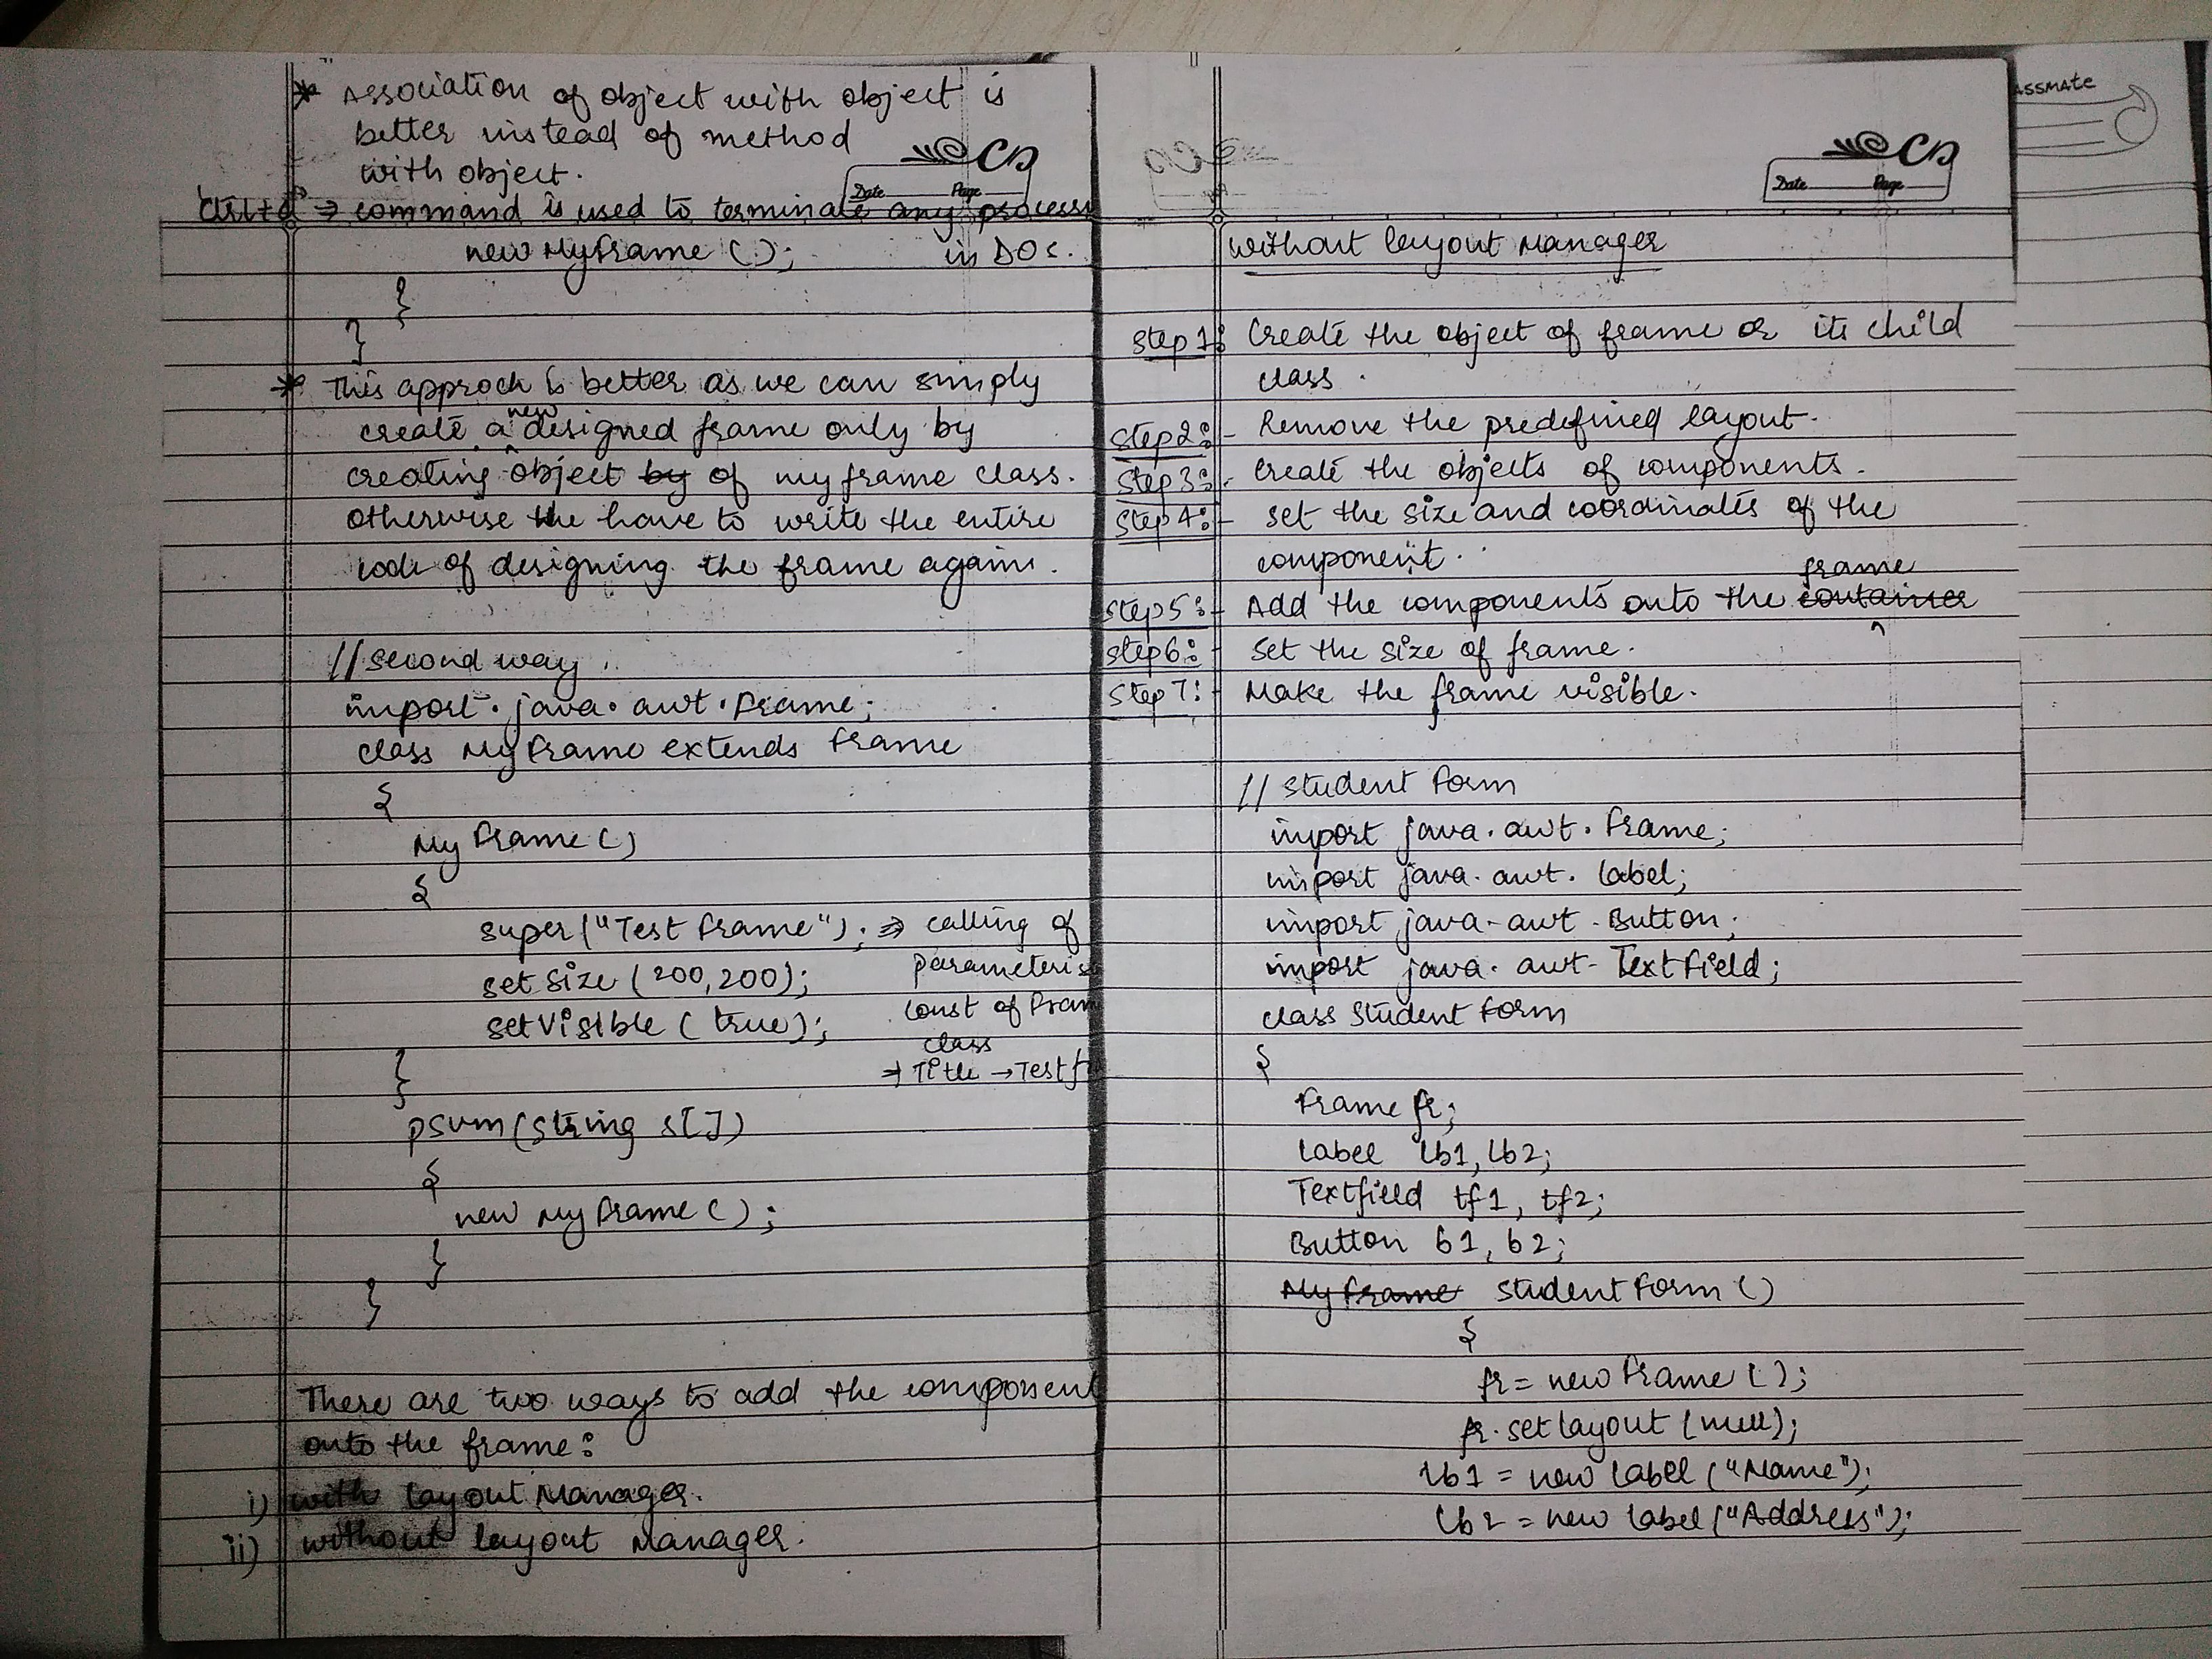 * Association of object with object is
better instead of method
with object.
Date Page
"Ctrl+c" ⇒ command is used to terminate any process
in DOS.
new MyFrame ( );
}
}
* This approch is better as we can simply
create a new designed frame only by
creating object by of my frame class.
otherwise the have to write the entire
code of designing the frame again.
// Second way
import. java. awt. Frame;
class MyFrame extends Frame
{
MyFrame ( )
{
super ("Test Frame"); ⇒ calling of
parameteris
set Size (200,200);
const of Fram
setVisible ( true);
class
⇒ Title → Test f
}
psvm (String s[ ])
{
new MyFrame ( );
}
}
There are two ways to add the component
onto the frame:
i) with layout Manager.
ii) without layout Manager.
Date Page
without layout Manager
Step 1: Create the object of frame or its child
class.
Step 2:- Remove the predefined layout.
Step 3:- Create the objects of components.
Step 4:- set the size and coordinates of the
component.
frame
Step 5:- Add the components onto the container
Step 6:- Set the size of frame.
Step 7:- Make the frame visible.
// Student Form
import java. awt. Frame;
import java. awt. Label;
import java. awt. Button;
import java. awt. TextField;
class Student Form
{
Frame fr;
Label lb1, lb2;
Textfield tf1, tf2;
Button b1, b2;
MyFrame StudentForm ( )
{
fr = new Frame ( );
fr. set layout (null);
lb1 = new Label ("Name");
lb2 = new Label ("Address");
assmate